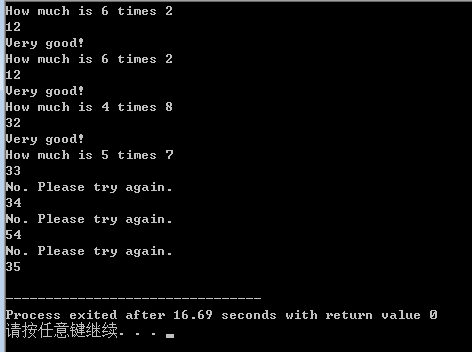 How much is 6 times 2
12
Very good!
How much is 6 times 2
12
Very good!
How much is 4 times 8
32
Very good!
How much is 5 times 7
33
No. Please try again.
34
No. Please try again.
54
No. Please try again.
35
--------------------------------
Process exited after 16.69 seconds with return value 0
请按任意键继续. . .